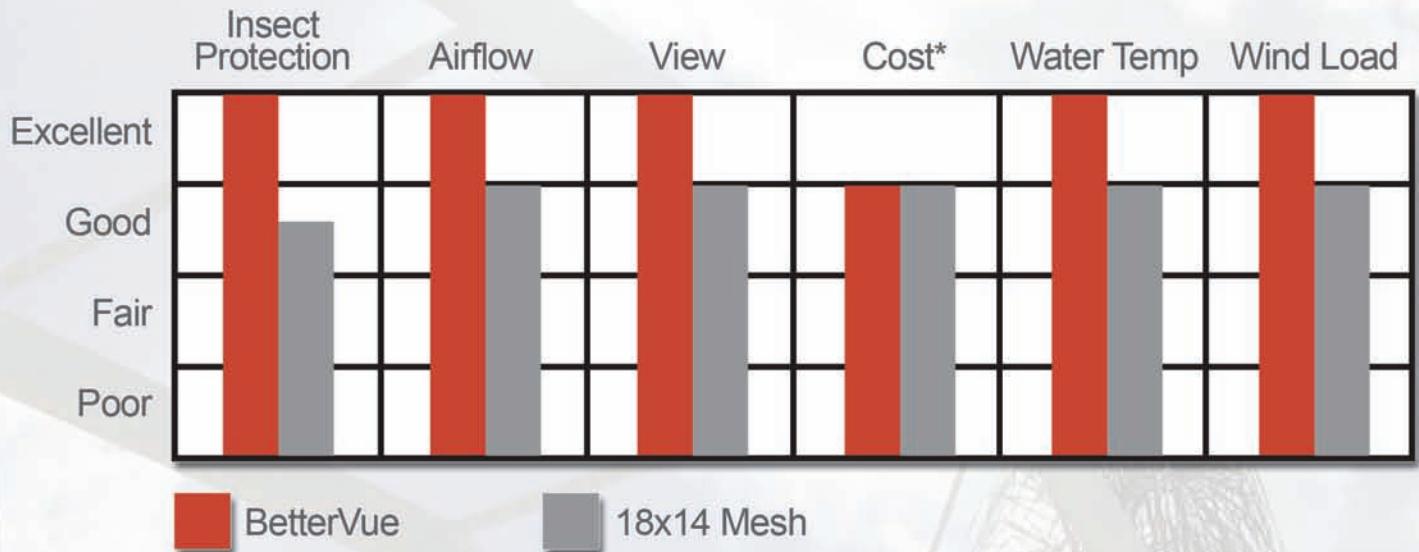 Insect
Protection
Airflow
View
Cost*
Water Temp
Wind Load
Excellent
Good
Fair
Poor
BetterVue
18x14 Mesh